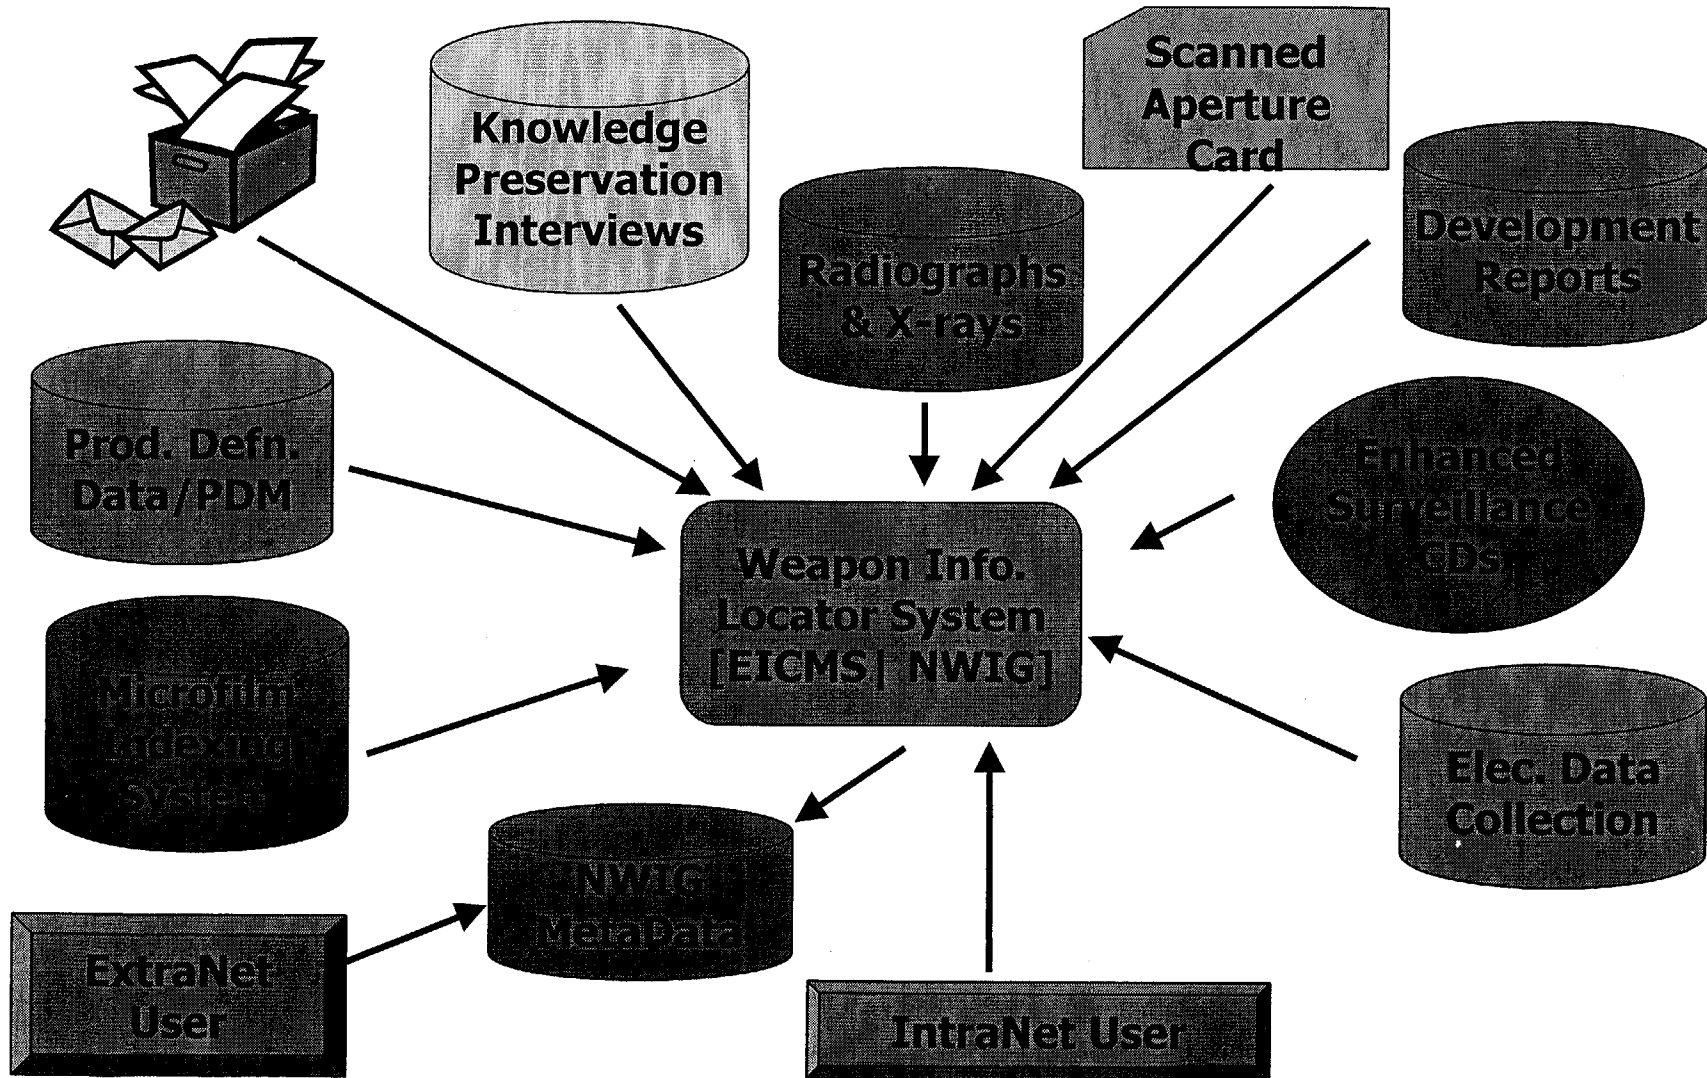 Knowledge
Preservation
Interviews
Scanned
Aperture
Card
Radiographs
& X-rays
Development
Reports
Prod. Defn.
Data/PDM
Enhanced
Surveillance
CDs
Weapon Info.
Locator System
[EICMS| NWIG]
Microfilm
Indexing
System
Elec. Data
Collection
NWIG
MetaData
ExtraNet
User
IntraNet User